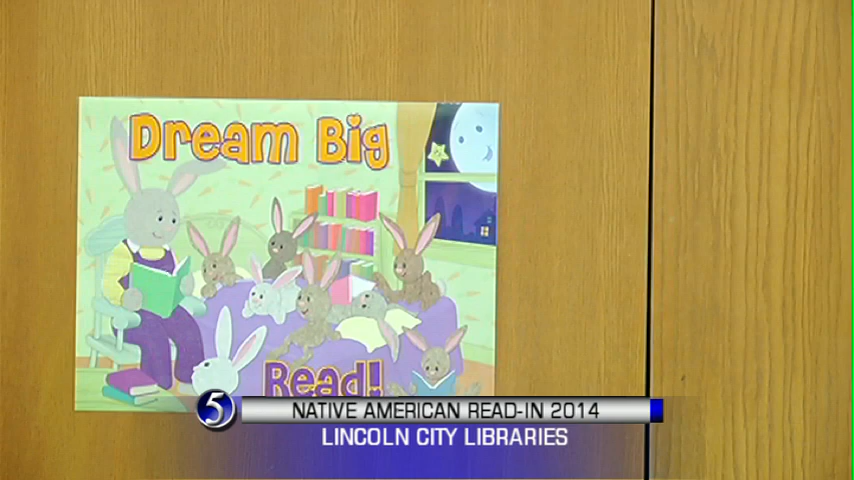 Dream Big
Read!
5
NATIVE AMERICAN READ-IN 2014
LINCOLN CITY LIBRARIES